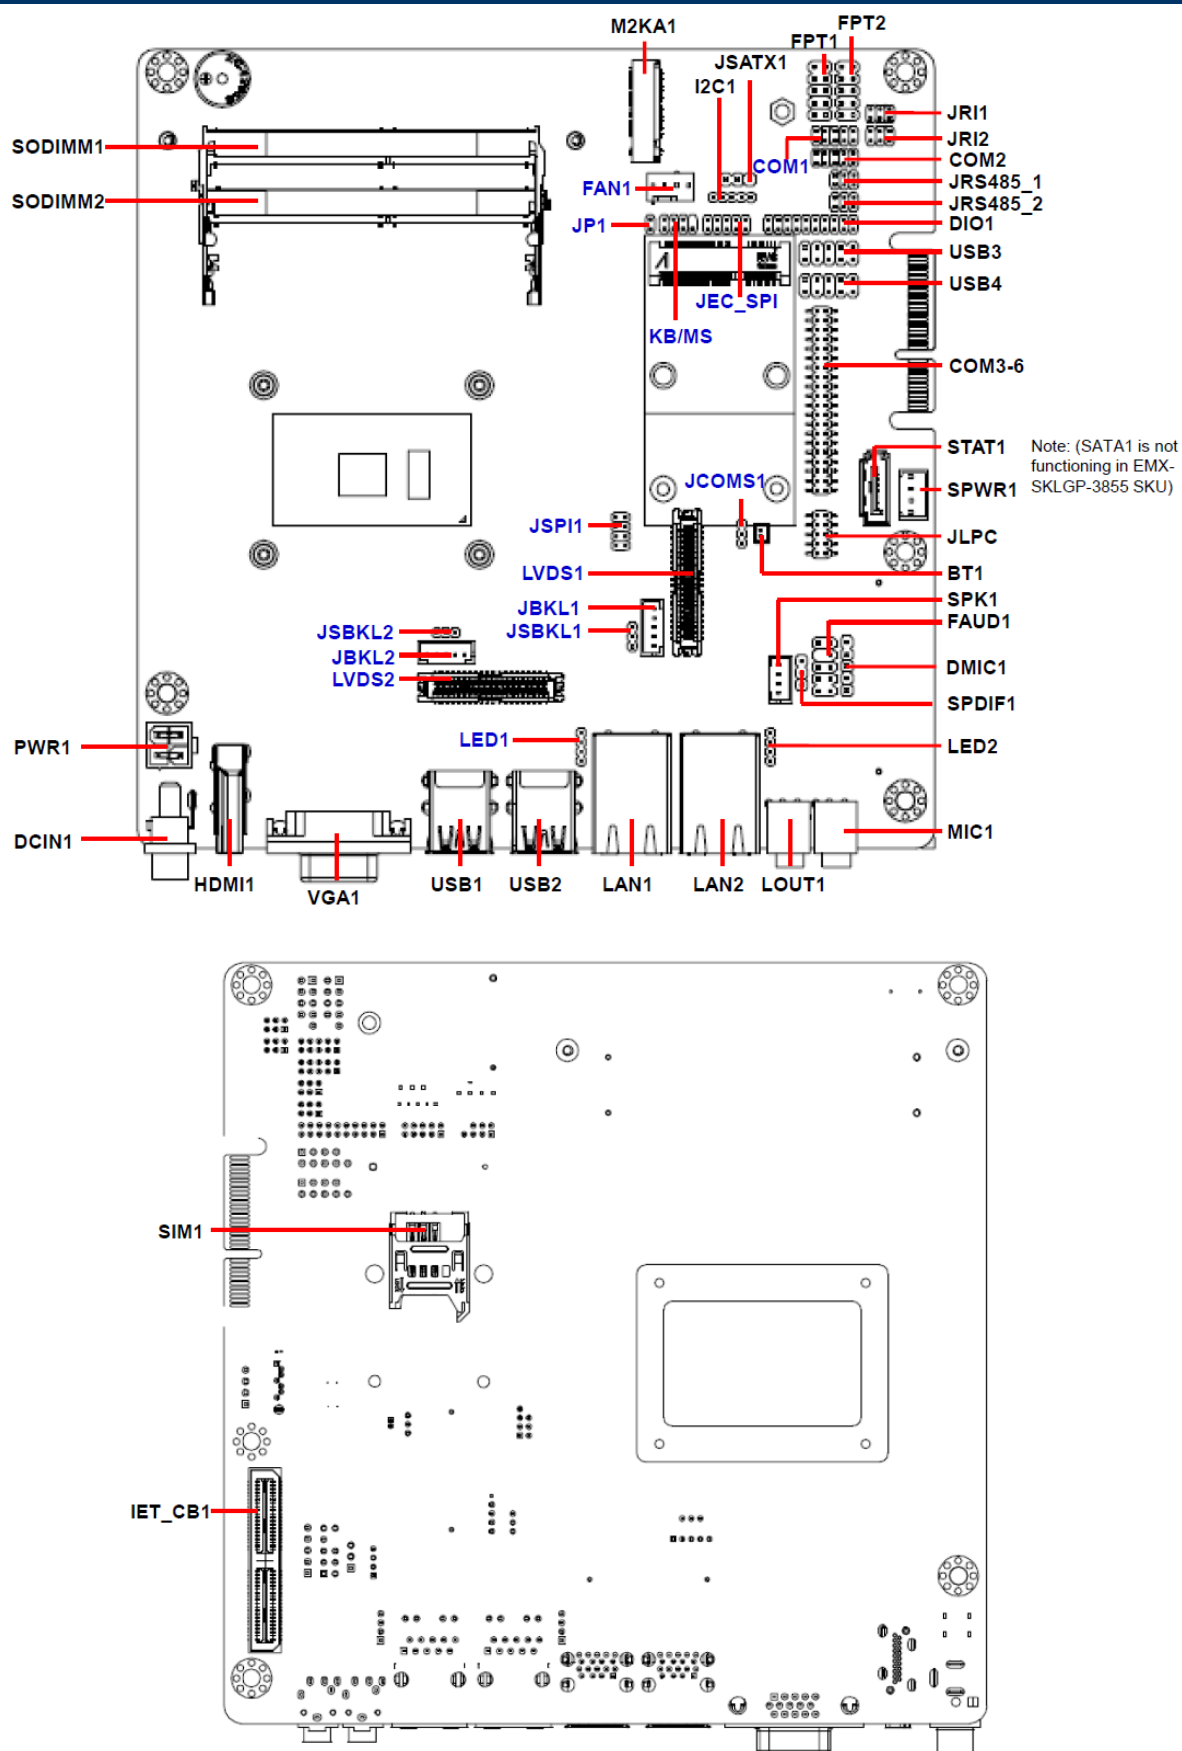 M2KA1
FPT2
FPT1
JSATX1
I2C1
JRI1
SODIMM1
JRI2
COM1
COM2
FAN1
JRS485_1
SODIMM2
JRS485_2
JP1
DIO1
USB3
JEC_SPI
USB4
KB/MS
COM3-6
STAT1
Note: (SATA1 is not
functioning in EMX-
SKLGP-3855 SKU)
JCOMS1
SPWR1
JSPI1
JLPC
LVDS1
BT1
JBKL1
SPK1
JSBKL2
JSBKL1
FAUD1
JBKL2
DMIC1
LVDS2
SPDIF1
PWR1
LED1
LED2
DCIN1
MIC1
HDMI1
VGA1
USB1
USB2
LAN1
LAN2
LOUT1
SIM1
IET_CB1